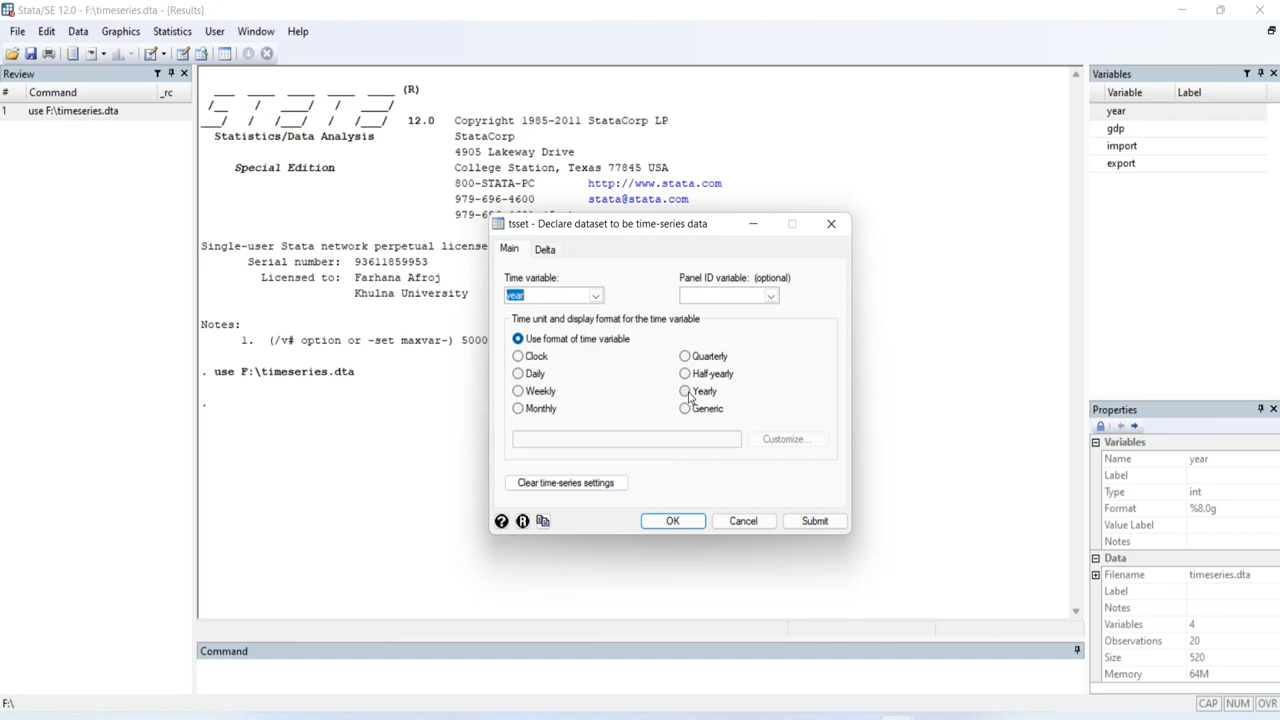 Stata/SE 12.0 - F:\timeseries.dta - [Results]
File Edit Data Graphics Statistics User Window Help
Review
# Command _rc
1 use F:\timeseries.dta
(R)
12.0 Copyright 1985-2011 StataCorp LP
Statistics/Data Analysis StataCorp
4905 Lakeway Drive
Special Edition College Station, Texas 77845 USA
800-STATA-PC http://www.stata.com
979-696-4600 stata@stata.com
Single-user Stata network perpetual license
Serial number: 93611859953
Licensed to: Farhana Afroj
Khulna University
Notes:
1. (/v# option or -set maxvar-) 5000
. use F:\timeseries.dta
.
tsset - Declare dataset to be time-series data
Main Delta
Time variable: Panel ID variable: (optional)
year
Time unit and display format for the time variable
Use format of time variable
Clock Quarterly
Daily Half-yearly
Weekly Yearly
Monthly Generic
Customize...
Clear time-series settings
OK Cancel Submit
Variables
Variable Label
year
gdp
import
export
Properties
Variables
Name year
Label
Type int
Format %8.0g
Value Label
Notes
Data
Filename timeseries.dta
Label
Notes
Variables 4
Observations 20
Size 520
Memory 64M
Command
F:\ CAP NUM OVR